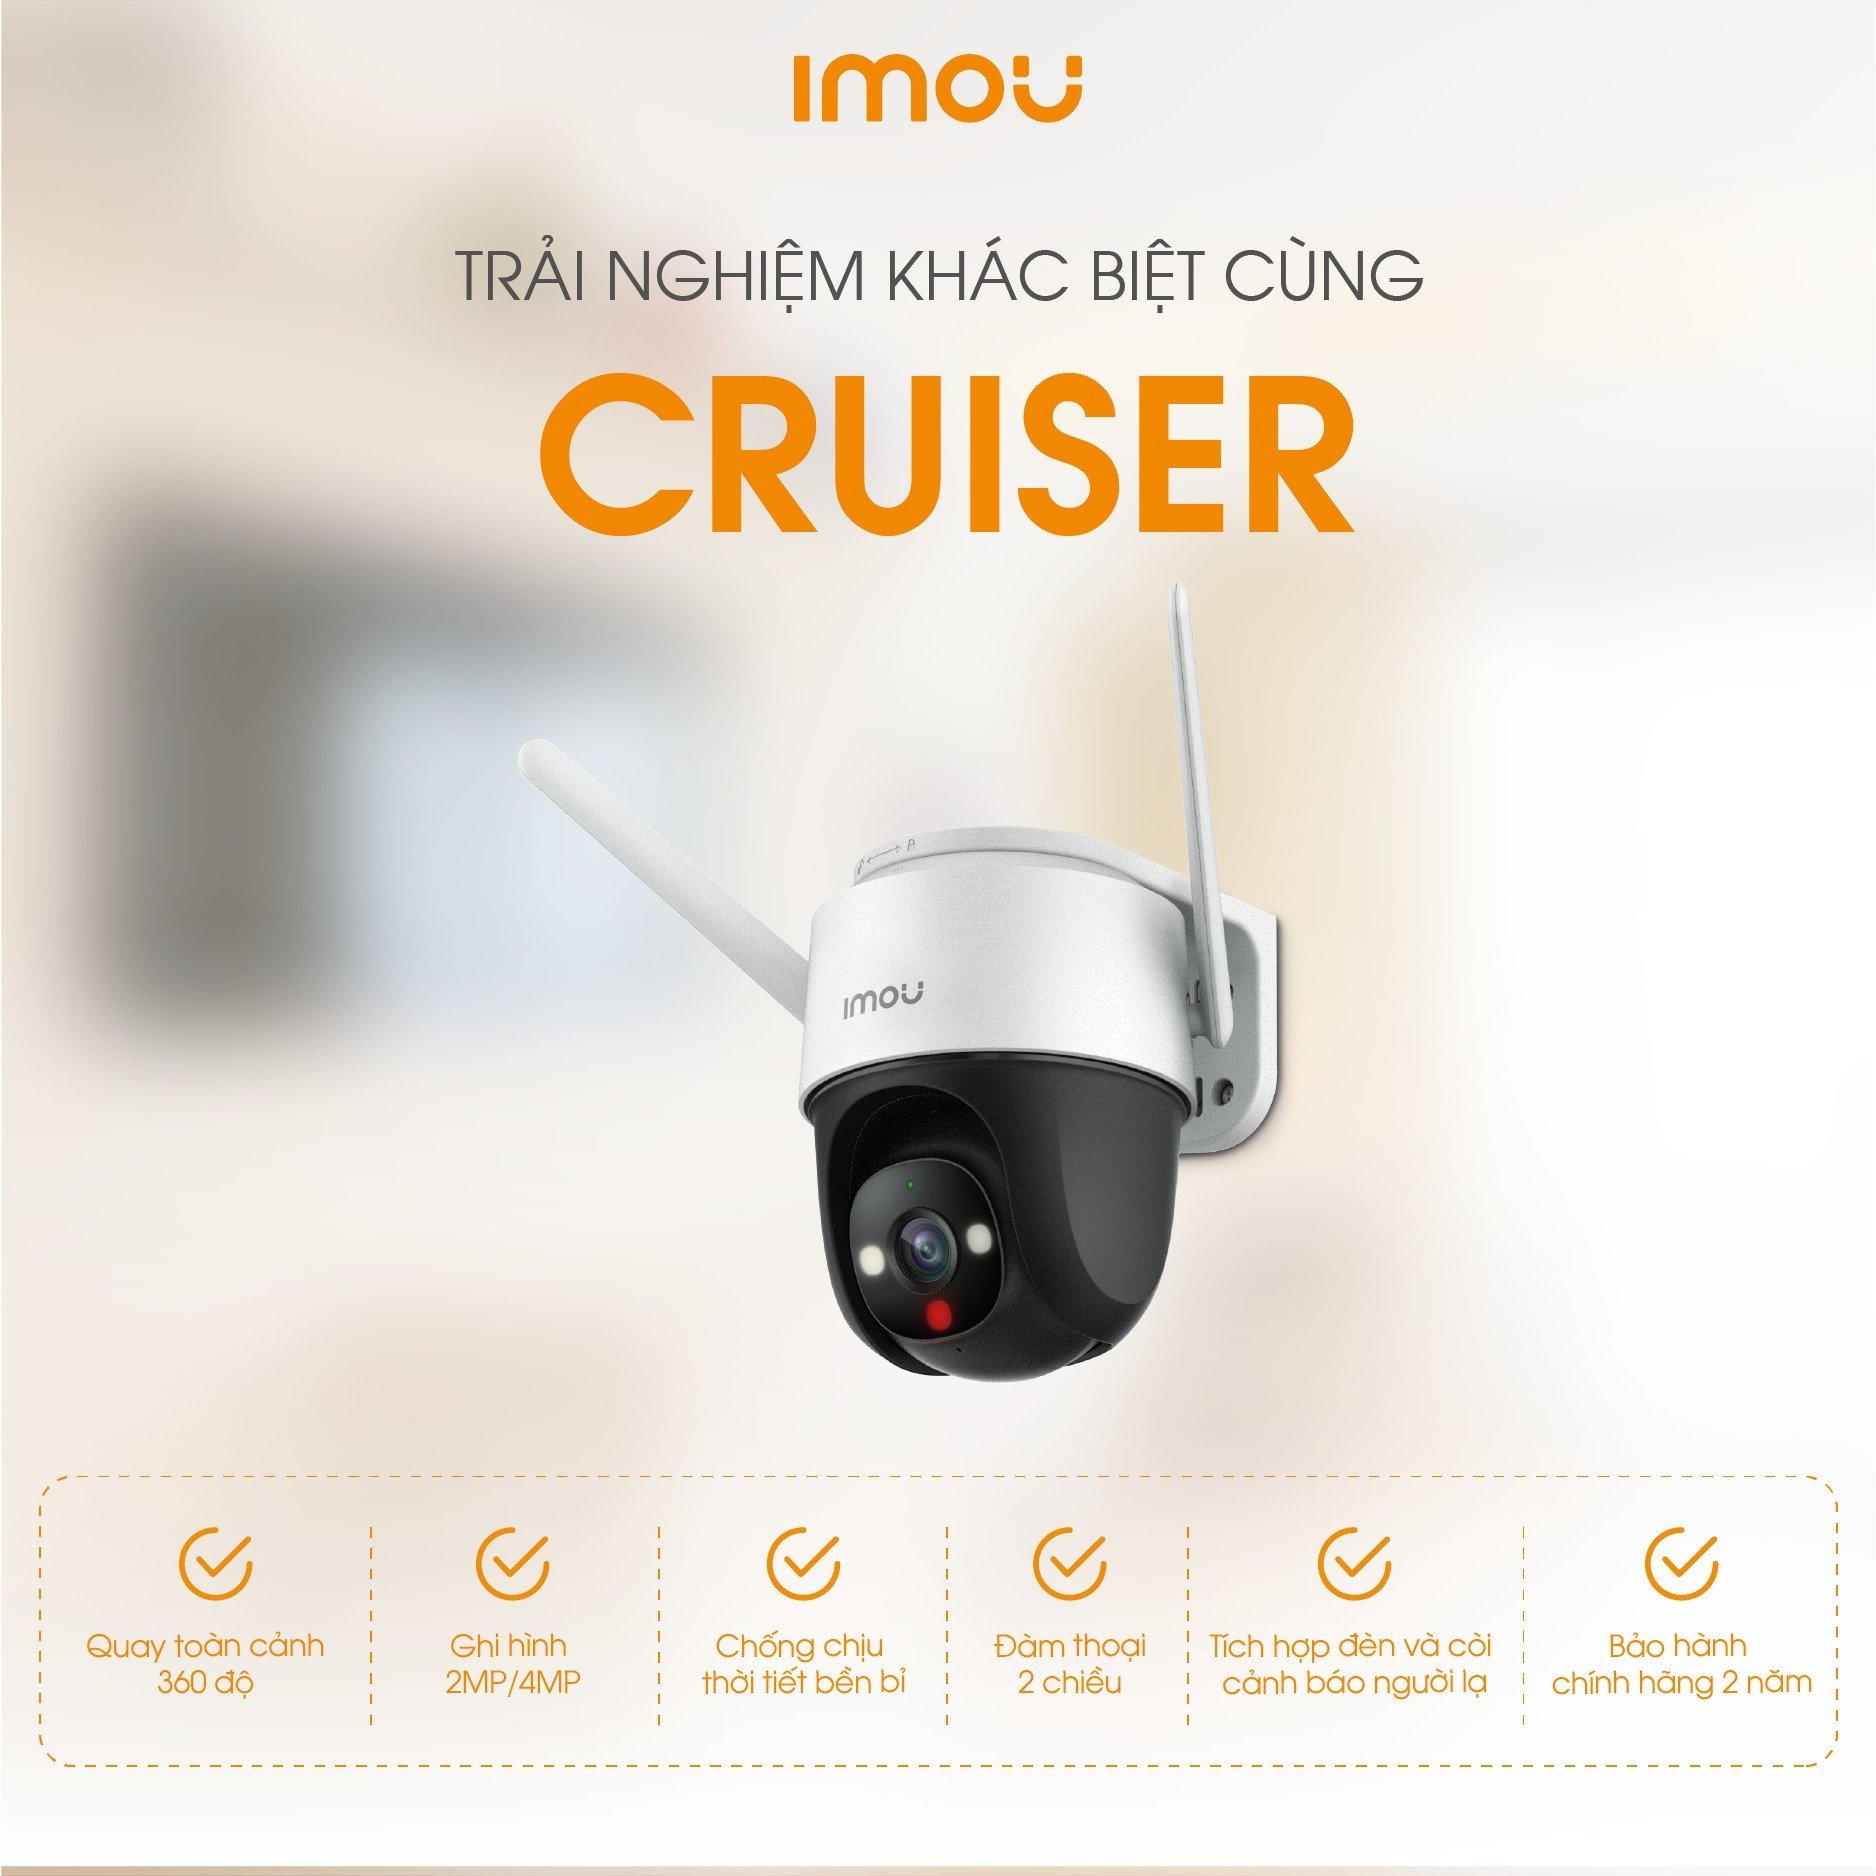 imou
TRẢI NGHIỆM KHÁC BIỆT CÙNG
CRUISER
imou
Quay toàn cảnh
360 độ
Ghi hình
2MP/4MP
Chống chịu
thời tiết bền bỉ
Đàm thoại
2 chiều
Tích hợp đèn và còi
cảnh báo người lạ
Bảo hành
chính hãng 2 năm